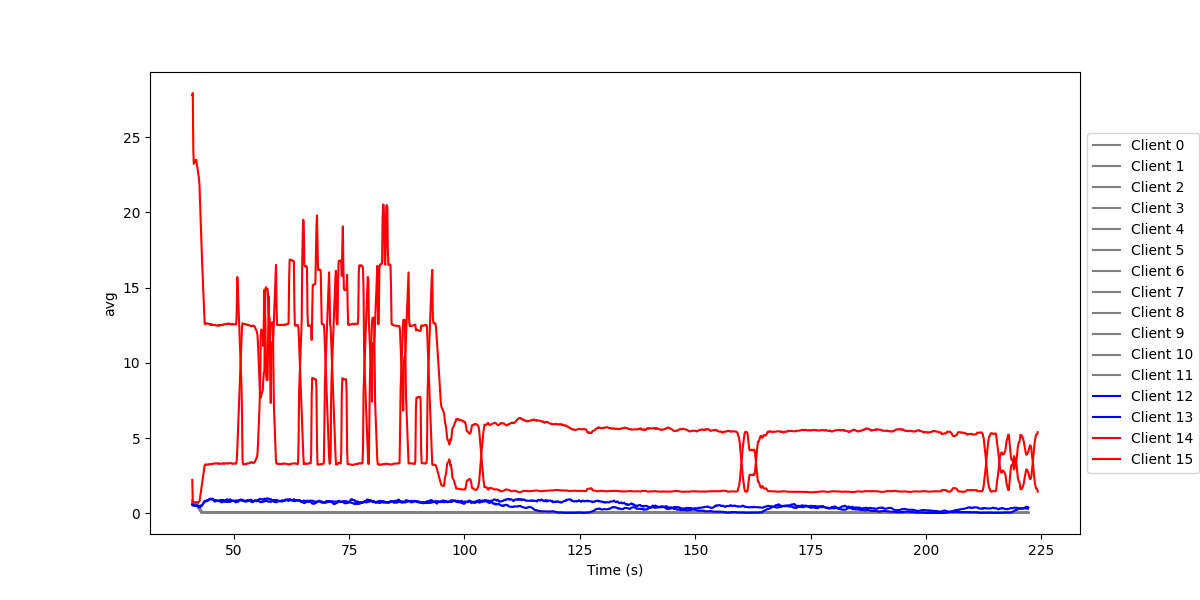 avg
25
20
15
10
5
0
50
75
100
125
150
175
200
225
Time (s)
Client 0
Client 1
Client 2
Client 3
Client 4
Client 5
Client 6
Client 7
Client 8
Client 9
Client 10
Client 11
Client 12
Client 13
Client 14
Client 15